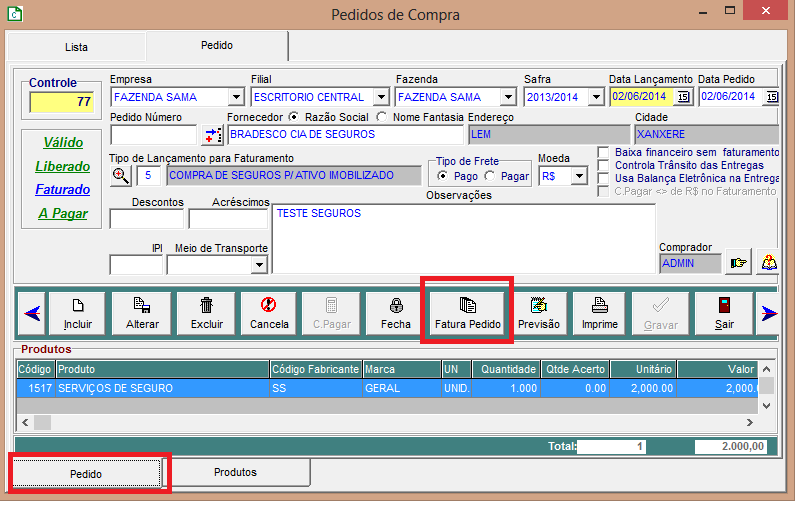 Pedidos de Compra
Lista
Pedido
Controle
77
Empresa
FAZENDA SAMA
Filial
ESCRITORIO CENTRAL
Fazenda
FAZENDA SAMA
Safra
2013/2014
Data Lançamento
02/06/2014
Data Pedido
02/06/2014
Pedido Número
Fornecedor
Razão Social
Nome Fantasia
BRADESCO CIA DE SEGUROS
Endereço
LEM
Cidade
XANXERE
Válido
Liberado
Faturado
A Pagar
Tipo de Lançamento para Faturamento
5
COMPRA DE SEGUROS P/ ATIVO IMOBILIZADO
Tipo de Frete
Pago
Pagar
Moeda
R$
Baixa financeiro sem faturamento
Controla Trânsito das Entregas
Usa Balança Eletrônica na Entrega
C.Pagar <> de R$ no Faturamento
Descontos
Acréscimos
Observações
TESTE SEGUROS
IPI
Meio de Transporte
Comprador
ADMIN
Incluir
Alterar
Excluir
Cancela
C.Pagar
Fecha
Fatura Pedido
Previsão
Imprime
Gravar
Sair
Produtos
Código Produto Código Fabricante Marca UN Quantidade Qtde Acerto Unitário Valor
1517 SERVIÇOS DE SEGURO SS GERAL UNID. 1.000 0.00 2,000.00 2,000.
Total: 1 2.000,00
Pedido
Produtos